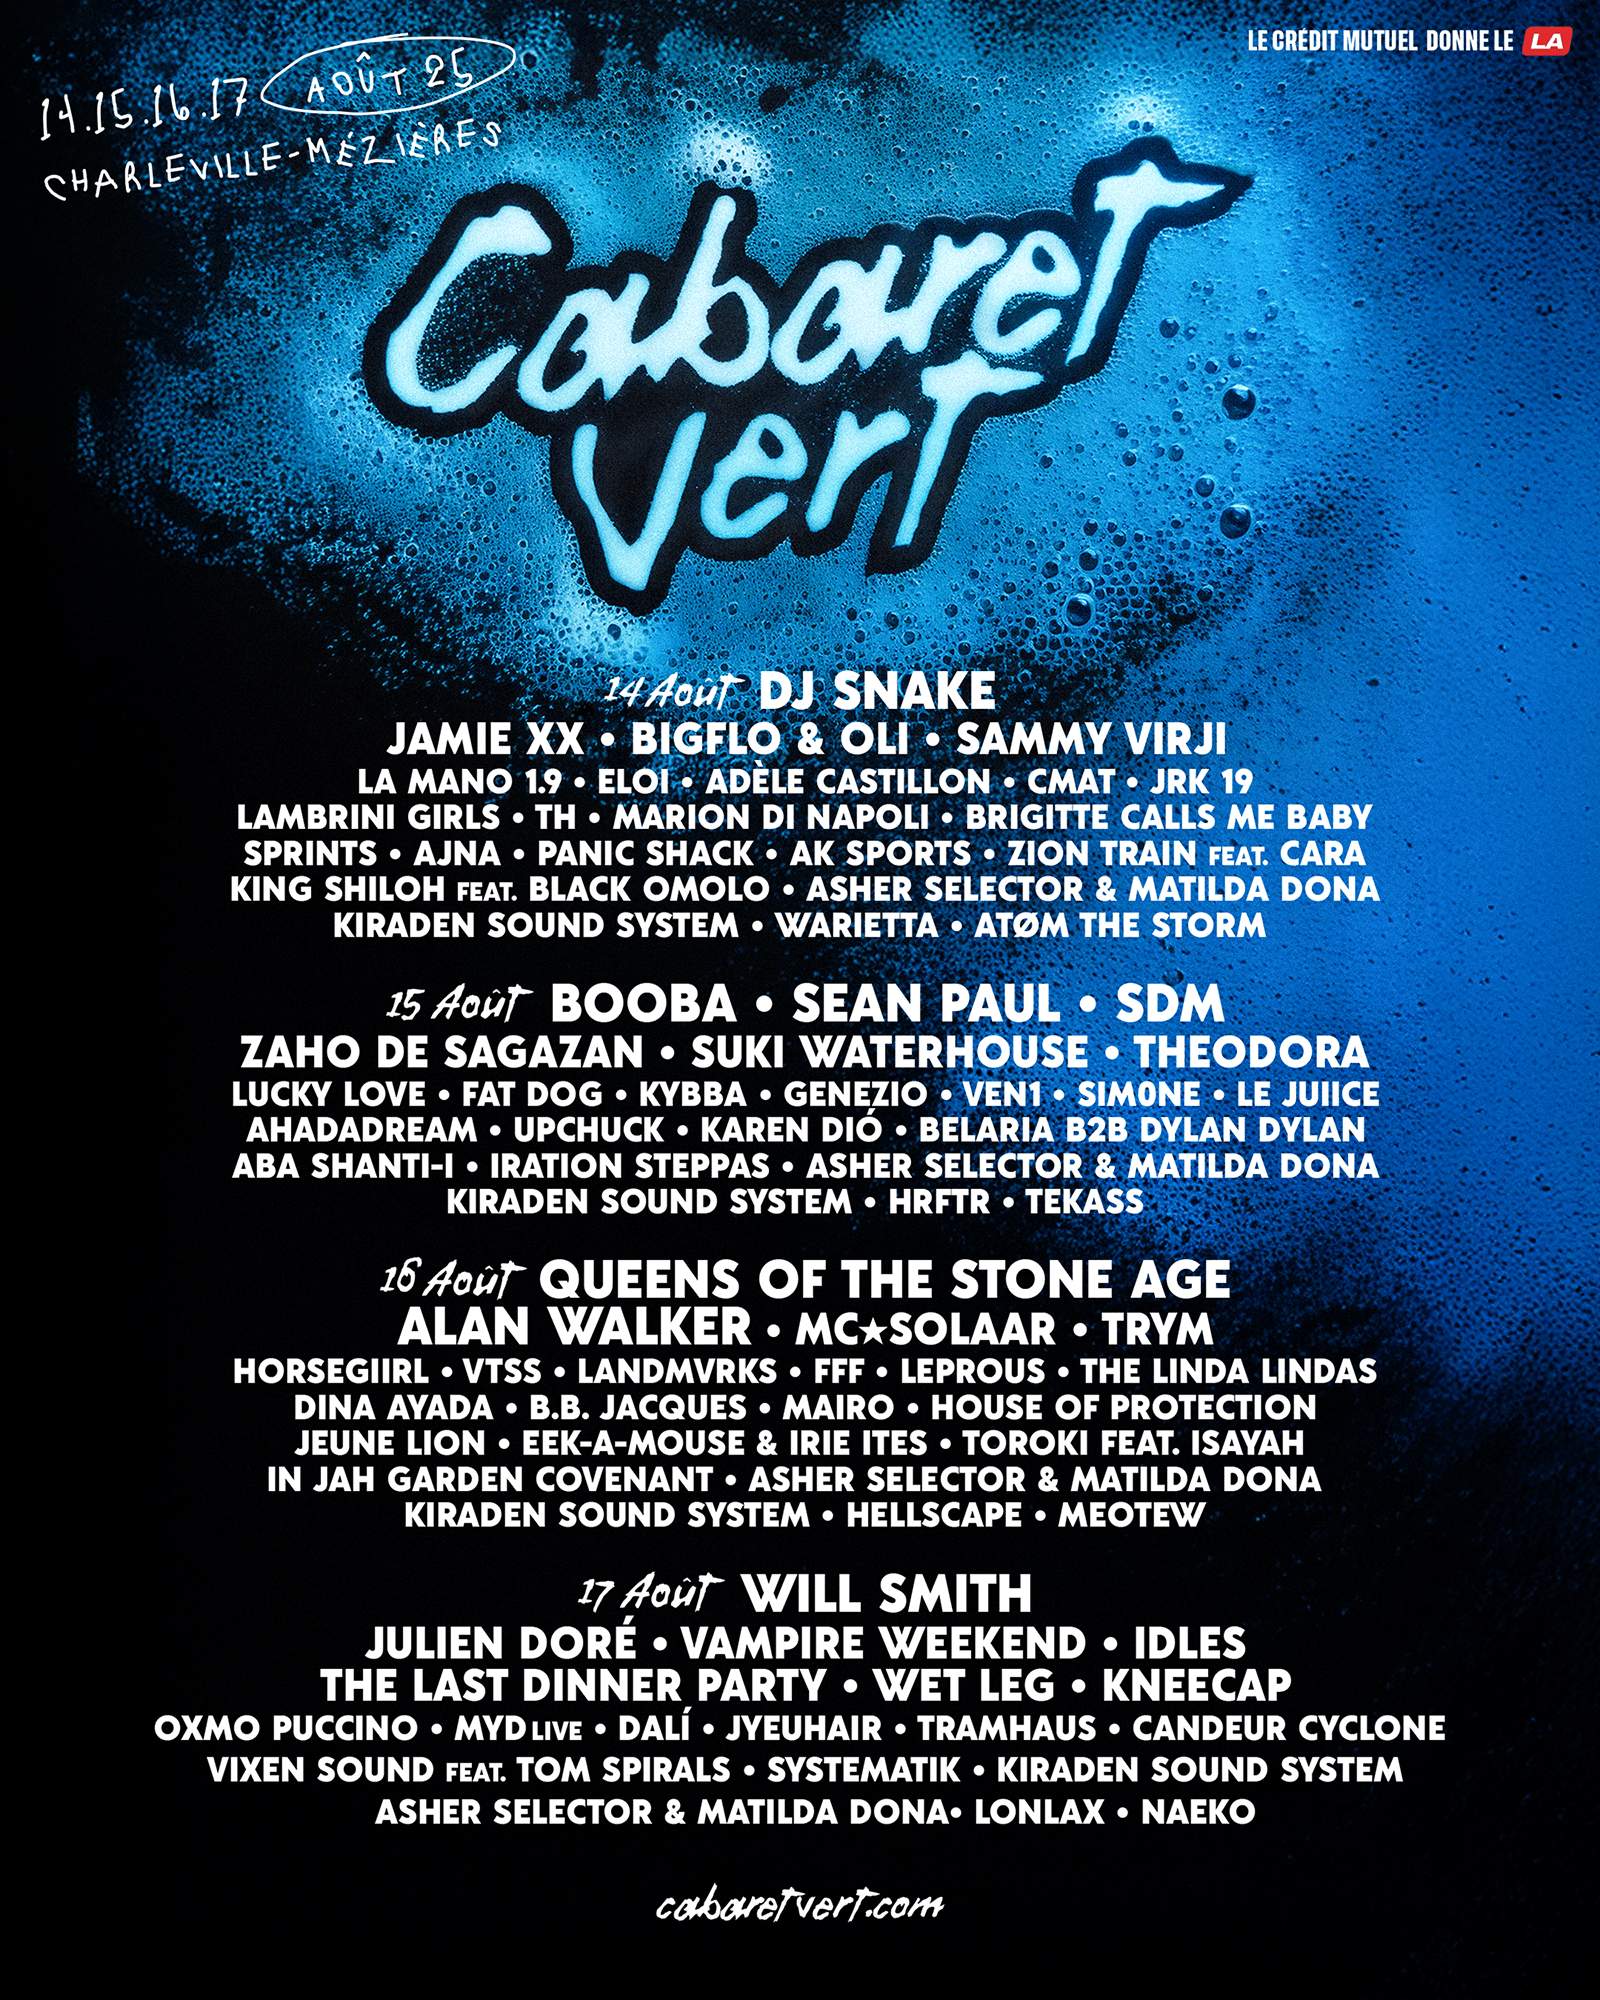 LE CRÉDIT MUTUEL DONNE LE LA
14.15.16.17 AOÛT 25
CHARLEVILLE-MÉZIÈRES
Cabaret
Vert
14 Août DJ SNAKE
JAMIE XX • BIGFLO & OLI • SAMMY VIRJI
LA MANO 1.9 • ELOI • ADÈLE CASTILLON • CMAT • JRK 19
LAMBRINI GIRLS • TH • MARION DI NAPOLI • BRIGITTE CALLS ME BABY
SPRINTS • AJNA • PANIC SHACK • AK SPORTS • ZION TRAIN FEAT. CARA
KING SHILOH FEAT. BLACK OMOLO • ASHER SELECTOR & MATILDA DONA
KIRADEN SOUND SYSTEM • WARIETTA • ATØM THE STORM
15 Août BOOBA • SEAN PAUL • SDM
ZAHO DE SAGAZAN • SUKI WATERHOUSE • THEODORA
LUCKY LOVE • FAT DOG • KYBBA • GENEZIO • VEN1 • SIM0NE • LE JUIICE
AHADADREAM • UPCHUCK • KAREN DIÓ • BELARIA B2B DYLAN DYLAN
ABA SHANTI-I • IRATION STEPPAS • ASHER SELECTOR & MATILDA DONA
KIRADEN SOUND SYSTEM • HRFTR • TEKASS
16 Août QUEENS OF THE STONE AGE
ALAN WALKER • MC★SOLAAR • TRYM
HORSEGIIRL • VTSS • LANDMVRKS • FFF • LEPROUS • THE LINDA LINDAS
DINA AYADA • B.B. JACQUES • MAIRO • HOUSE OF PROTECTION
JEUNE LION • EEK-A-MOUSE & IRIE ITES • TOROKI FEAT. ISAYAH
IN JAH GARDEN COVENANT • ASHER SELECTOR & MATILDA DONA
KIRADEN SOUND SYSTEM • HELLSCAPE • MEOTEW
17 Août WILL SMITH
JULIEN DORÉ • VAMPIRE WEEKEND • IDLES
THE LAST DINNER PARTY • WET LEG • KNEECAP
OXMO PUCCINO • MYD LIVE • DALÍ • JYEUHAIR • TRAMHAUS • CANDEUR CYCLONE
VIXEN SOUND FEAT. TOM SPIRALS • SYSTEMATIK • KIRADEN SOUND SYSTEM
ASHER SELECTOR & MATILDA DONA• LONLAX • NAEKO
cabaretvert.com